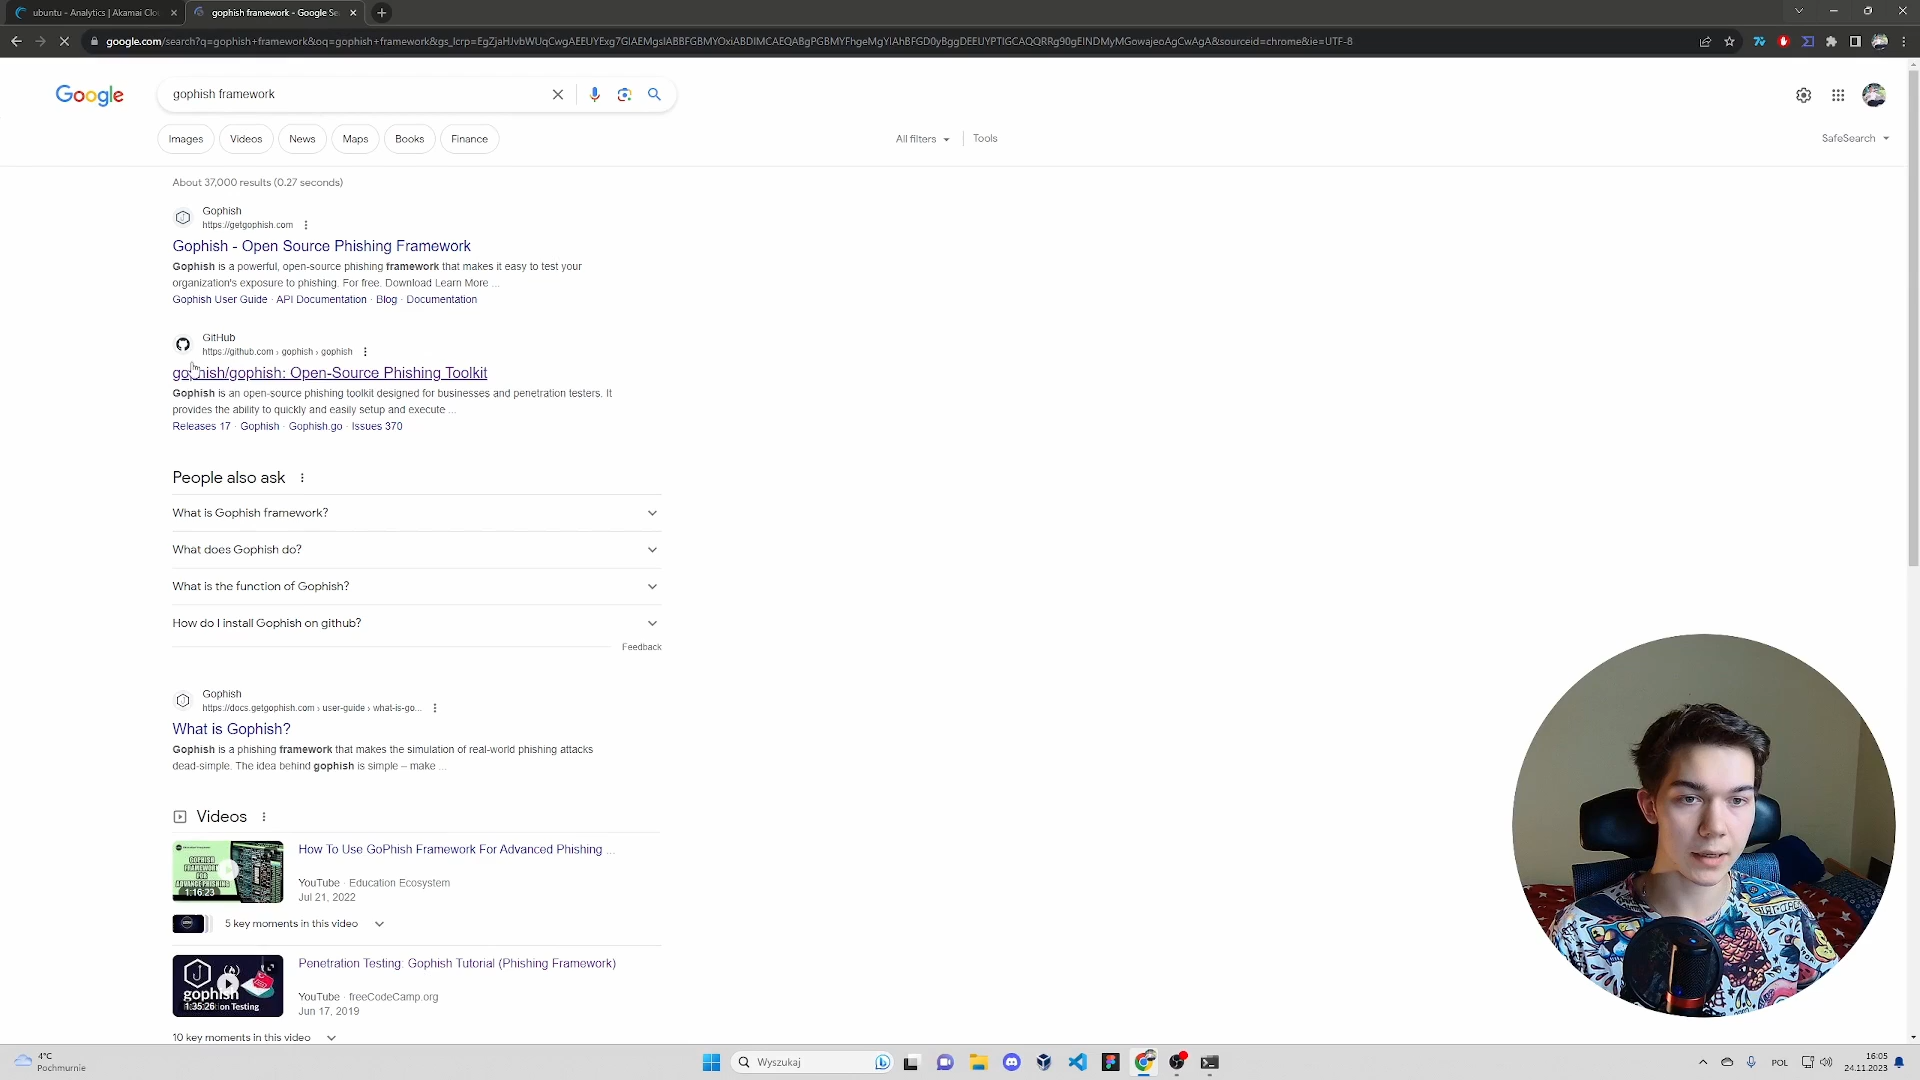 ubuntu - Analytics | Akamai Clo
gophish framework - Google Se
google.com/search?q=gophish+framework&oq=gophish+framework&gs_lcrp=EgZjaHJvbWUqCwgAEEUYExg7GIAEMgsIABBFGBMYOxiABDIMCAEQABgPGBMYFhgeMgYIAhBFGD0yBggDEEUYPTIGCAQQRRg90gEINDMyMGowajeoAgCwAgA&sourceid=chrome&ie=UTF-8
Google
gophish framework
Images
Videos
News
Maps
Books
Finance
All filters
Tools
SafeSearch
About 37,000 results (0.27 seconds)
Gophish
https://getgophish.com
Gophish - Open Source Phishing Framework
Gophish is a powerful, open-source phishing framework that makes it easy to test your
organization's exposure to phishing. For free. Download Learn More ...
Gophish User Guide · API Documentation · Blog · Documentation
GitHub
https://github.com › gophish › gophish
gophish/gophish: Open-Source Phishing Toolkit
Gophish is an open-source phishing toolkit designed for businesses and penetration testers. It
provides the ability to quickly and easily setup and execute ...
Releases 17 · Gophish · Gophish.go · Issues 370
People also ask
What is Gophish framework?
What does Gophish do?
What is the function of Gophish?
How do I install Gophish on github?
Feedback
Gophish
https://docs.getgophish.com › user-guide › what-is-go...
What is Gophish?
Gophish is a phishing framework that makes the simulation of real-world phishing attacks
dead-simple. The idea behind gophish is simple – make ...
Videos
GOPHISH
FRAMEWORK
FOR
ADVANCE PHISHING
1:16:23
How To Use GoPhish Framework For Advanced Phishing ...
YouTube · Education Ecosystem
Jul 21, 2022
5 key moments in this video
gophish
1:35:26
on Testing
Penetration Testing: Gophish Tutorial (Phishing Framework)
YouTube · freeCodeCamp.org
Jun 17, 2019
10 key moments in this video
4°C
Pochmurnie
Wyszukaj
POL
16:05
24.11.2023